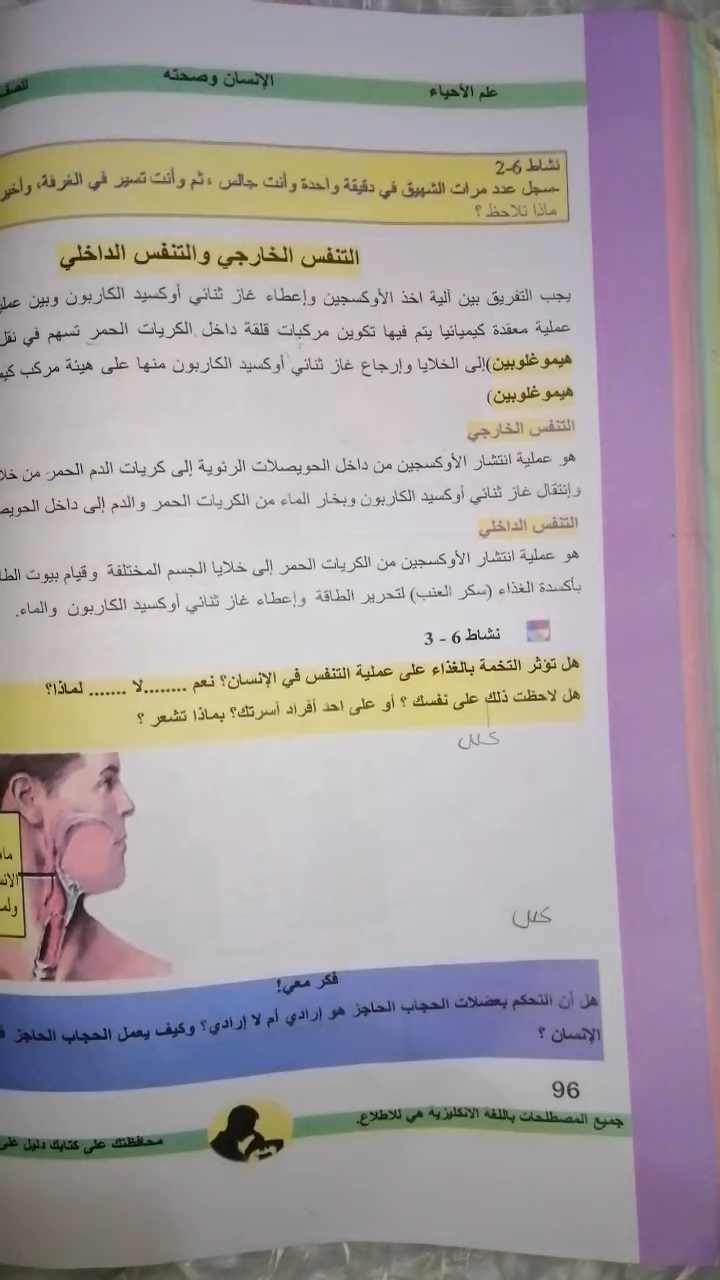 علم الأحياء
الإنسان وصحته
نشاط 6-2
سجل عدد مرات الشهيق في دقيقة واحدة وأنت جالس ، ثم وأنت تسير في الغرفة،
ماذا تلاحظ ؟
التنفس الخارجي والتنفس الداخلي
يجب التفريق بين آلية اخذ الأوكسجين وإعطاء غاز ثنائي أوكسيد الكاربون وبين
عملية معقدة كيميائيا يتم فيها تكوين مركبات قلقة داخل الكريات الحمر تسهم في نقل
هيموغلوبين)إلى الخلايا وإرجاع غاز ثنائي أوكسيد الكاربون منها على هيئة مركب
هيموغلوبين)
التنفس الخارجي
هو عملية انتشار الأوكسجين من داخل الحويصلات الرئوية إلى كريات الدم الحمر من
وإنتقال غاز ثنائي أوكسيد الكاربون وبخار الماء من الكريات الحمر والدم إلى داخل
التنفس الداخلي
هو عملية انتشار الأوكسجين من الكريات الحمر إلى خلايا الجسم المختلفة وقيام بيوت
بأكسدة الغذاء (سكر العنب) لتحرير الطاقة وإعطاء غاز ثنائي أوكسيد الكاربون والماء.
نشاط 6 - 3
هل تؤثر التخمة بالغذاء على عملية التنفس في الإنسان؟ نعم ........لا ....... لماذا؟
هل لاحظت ذلك على نفسك ؟ أو على احد أفراد أسرتك؟ بماذا تشعر ؟
فكر معي!
هل أن التحكم بعضلات الحجاب الحاجز هو إرادي أم لا إرادي؟ وكيف يعمل الحجاب الحاجز
الإنسان ؟
96
جميع المصطلحات باللغة الانكليزية هي للاطلاع.
محافظتك على كتابك دليل